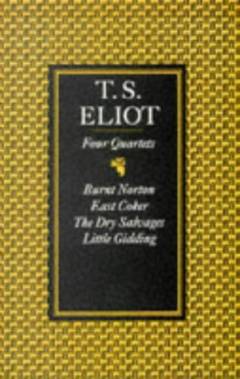 T. S.
ELIOT
Four Quartets
Burnt Norton
East Coker
The Dry Salvages
Little Gidding